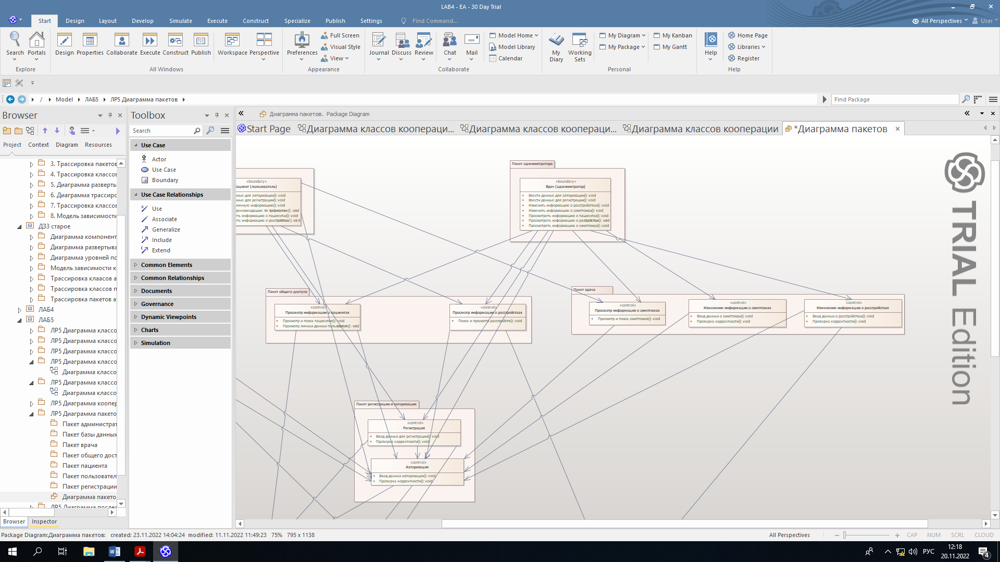 LAB4 - EA - 30 Day Trial
Start
Design
Layout
Develop
Simulate
Execute
Construct
Specialize
Publish
Settings
Find Command...
All Perspectives
User
Search
Portals
Explore
Design
Properties
Collaborate
Execute
Construct
Publish
All Windows
Workspace
Perspective
Preferences
Full Screen
Visual Style
View
Appearance
Journal
Discuss
Review
Chat
Mail
Model Home
Model Library
Calendar
Collaborate
My Diary
Working Sets
My Diagram
My Package
My Kanban
My Gantt
Personal
Help
Home Page
Libraries
Register
Help
/ Model ЛАБ5 ЛР5 Диаграмма пакетов
Find Package
Browser
Project
Context
Diagram
Resources
3. Трассировка пакетов
4. Трассировка классов
5. Диаграмма разверть
6. Диаграмма трассирс
7. Трассировка классов
8. Модель зависимости
ДЗ3 старое
Диаграмма компонент
Диаграмма развертыва
Диаграмма уровней по
Модель зависимости к
Трассировка клаасов а
Трассировка классов п
Трассировка пакетов а
ЛАБ4
ЛАБ5
ЛР5 Диаграмма классо
ЛР5 Диаграмма классо
ЛР5 Диаграмма классо
ЛР5 Диаграмма классо
Диаграмма классо
ЛР5 Диаграмма классо
Диаграмма классо
ЛР5 Диаграмма коопер
ЛР5 Диаграмма пакето
Пакет администрат
Пакет базы данных
Пакет врача
Пакет общего дост
Пакет пациента
Пакет пользовател
Пакет регистрации
Диаграмма пакето
ЛР5 Диаграмма послед
Browser
Inspector
Toolbox
Search
Use Case
Actor
Use Case
Boundary
Use Case Relationships
Use
Associate
Generalize
Include
Extend
Common Elements
Common Relationships
Documents
Governance
Dynamic Viewpoints
Charts
Simulation
Диаграмма пакетов. Package Diagram
Start Page
Диаграмма классов коопераци...
Диаграмма классов коопераци...
Диаграмма классов кооперации
*Диаграмма пакетов
«boundary»
ациент (пользователь)
нные для авторизации(): void
нные для регистрации(): void
личную информацию(): void
рекомендацию по профилактике(): void
еть информацию о пациентах(): void
еть информацию о расстройствах(): void
Пакет администратора
«boundary»
Врач (администратор)
+ Ввести данные для авторизации(): void
+ Ввести данные для регистрации(): void
+ Изменить информацию о расстройствах(): void
+ Изменить информацию о симптомах(): void
+ Просмотреть информацию о пациентах(): void
+ Просмотреть информацию о расстройствах(): void
+ Просмотреть информацию о симптомах(): void
Пакет общего доступа
«control»
Просмотр информации о пациентах
+ Просмотр и поиск пациентов(): void
+ Просмотр личных данных пользователя(): void
«control»
Просмотр информации о расстройствах
+ Поиск и просмотр расстройств(): void
Пакет врача
«control»
Просмотр информации о симптомах
+ Просмотр и поиск симптомов(): void
«control»
Изменение информации о симптомах
+ Ввод данных о симптомах(): void
+ Проверка корректности(): void
«control»
Изменение информации о расстройствах
+ Ввод данных о расстройствах(): void
+ Проверка корректности(): void
Пакет регистрации и авторизации
«control»
Регистрация
+ Ввод данных для регистрации(): void
+ Проверка корректности(): void
«control»
Авторизация
+ Ввод данных авторизации(): void
+ Проверка корректности(): void
TRIAL Edition
Package Diagram:Диаграмма пакетов: created: 23.11.2022 14:04:24 modified: 11.11.2022 11:49:23 75% 795 x 1138
All Perspectives
CAP
NUM
SCRL
CLOUD
РУС
12:18
20.11.2022
4